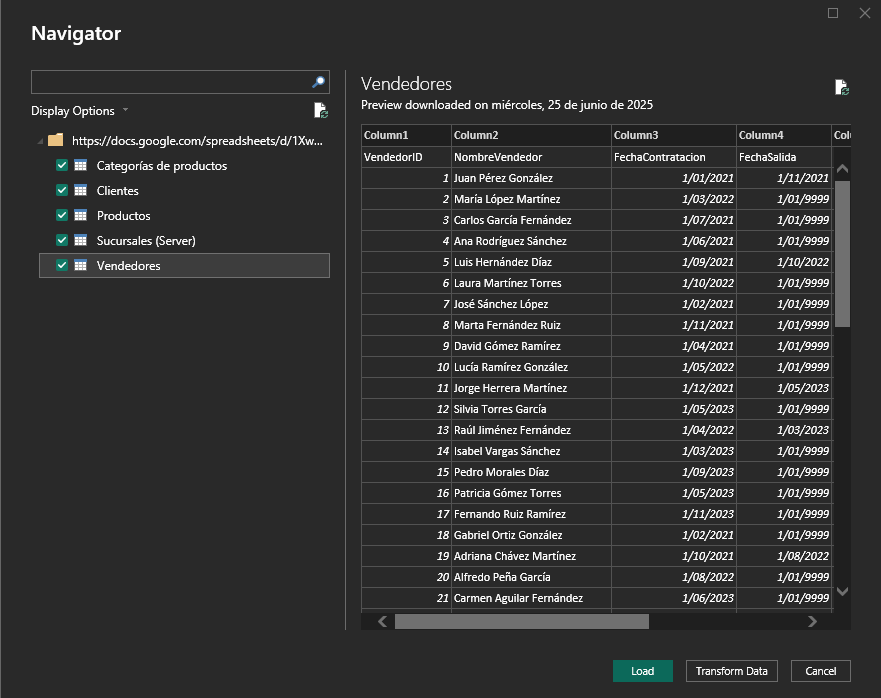 Navigator
Display Options
https://docs.google.com/spreadsheets/d/1Xw...
Categorías de productos
Clientes
Productos
Sucursales (Server)
Vendedores
Vendedores
Preview downloaded on miércoles, 25 de junio de 2025
Column1 Column2 Column3 Column4 Colu
VendedorID NombreVendedor FechaContratacion FechaSalida
1 Juan Pérez González 1/01/2021 1/11/2021
2 María López Martínez 1/03/2022 1/01/9999
3 Carlos García Fernández 1/07/2021 1/01/9999
4 Ana Rodríguez Sánchez 1/06/2021 1/01/9999
5 Luis Hernández Díaz 1/09/2021 1/10/2022
6 Laura Martínez Torres 1/10/2022 1/01/9999
7 José Sánchez López 1/02/2021 1/01/9999
8 Marta Fernández Ruiz 1/11/2021 1/01/9999
9 David Gómez Ramírez 1/04/2021 1/01/9999
10 Lucía Ramírez González 1/05/2022 1/01/9999
11 Jorge Herrera Martínez 1/12/2021 1/05/2023
12 Silvia Torres García 1/05/2023 1/01/9999
13 Raúl Jiménez Fernández 1/04/2022 1/03/2023
14 Isabel Vargas Sánchez 1/03/2023 1/01/9999
15 Pedro Morales Díaz 1/09/2023 1/01/9999
16 Patricia Gómez Torres 1/05/2023 1/01/9999
17 Fernando Ruiz Ramírez 1/11/2023 1/01/9999
18 Gabriel Ortiz González 1/02/2021 1/01/9999
19 Adriana Chávez Martínez 1/10/2021 1/08/2022
20 Alfredo Peña García 1/08/2022 1/01/9999
21 Carmen Aguilar Fernández 1/06/2023 1/01/9999
Load Transform Data Cancel